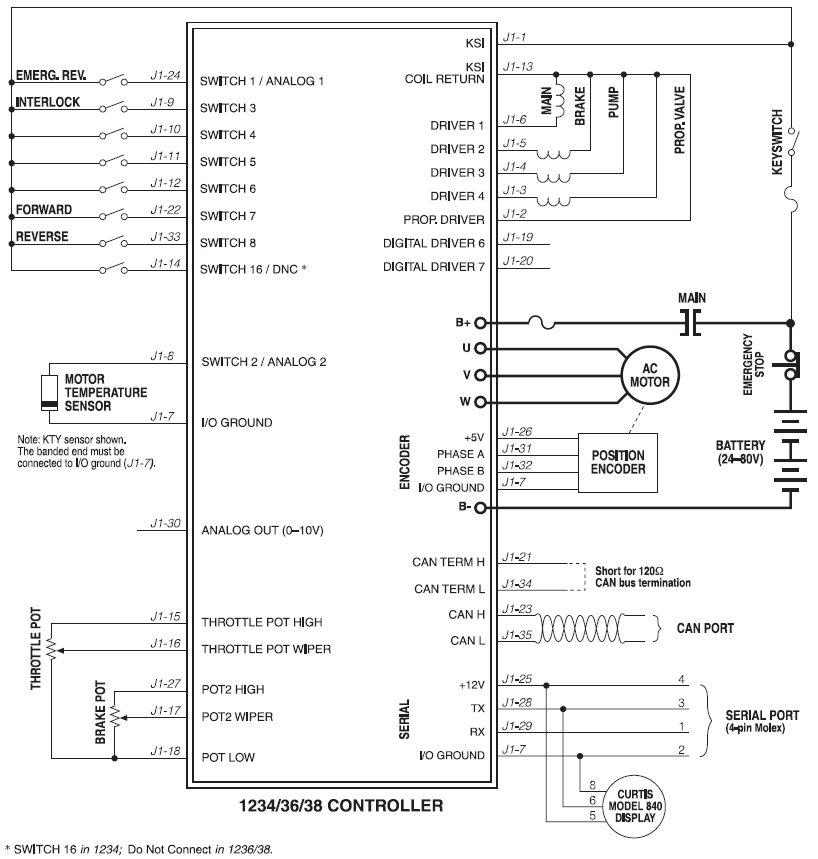 KSI
J1-1
KSI
COIL RETURN
J1-13
MAIN
BRAKE
PUMP
PROP. VALVE
KEYSWITCH
EMERG. REV.
J1-24
SWITCH 1 / ANALOG 1
INTERLOCK
J1-9
SWITCH 3
J1-10
SWITCH 4
J1-11
SWITCH 5
J1-12
SWITCH 6
FORWARD
J1-22
SWITCH 7
REVERSE
J1-33
SWITCH 8
J1-14
SWITCH 16 / DNC *
DRIVER 1
J1-6
DRIVER 2
J1-5
DRIVER 3
J1-4
DRIVER 4
J1-3
PROP. DRIVER
J1-2
DIGITAL DRIVER 6
J1-19
DIGITAL DRIVER 7
J1-20
MAIN
B+
U
V
W
AC
MOTOR
EMERGENCY
STOP
BATTERY
(24–80V)
J1-8
SWITCH 2 / ANALOG 2
MOTOR
TEMPERATURE
SENSOR
J1-7
I/O GROUND
Note: KTY sensor shown.
The banded end must be
connected to I/O ground (J1-7).
ENCODER
+5V
J1-26
PHASE A
J1-31
PHASE B
J1-32
I/O GROUND
J1-7
POSITION
ENCODER
B-
J1-30
ANALOG OUT (0–10V)
CAN TERM H
J1-21
CAN TERM L
J1-34
Short for 120Ω
CAN bus termination
CAN H
J1-23
CAN L
J1-35
CAN PORT
THROTTLE POT
J1-15
THROTTLE POT HIGH
J1-16
THROTTLE POT WIPER
BRAKE POT
J1-27
POT2 HIGH
J1-17
POT2 WIPER
J1-18
POT LOW
SERIAL
+12V
J1-25
4
TX
J1-28
3
RX
J1-29
1
I/O GROUND
J1-7
2
SERIAL PORT
(4-pin Molex)
8
6
5
CURTIS
MODEL 840
DISPLAY
1234/36/38 CONTROLLER
* SWITCH 16 in 1234; Do Not Connect in 1236/38.